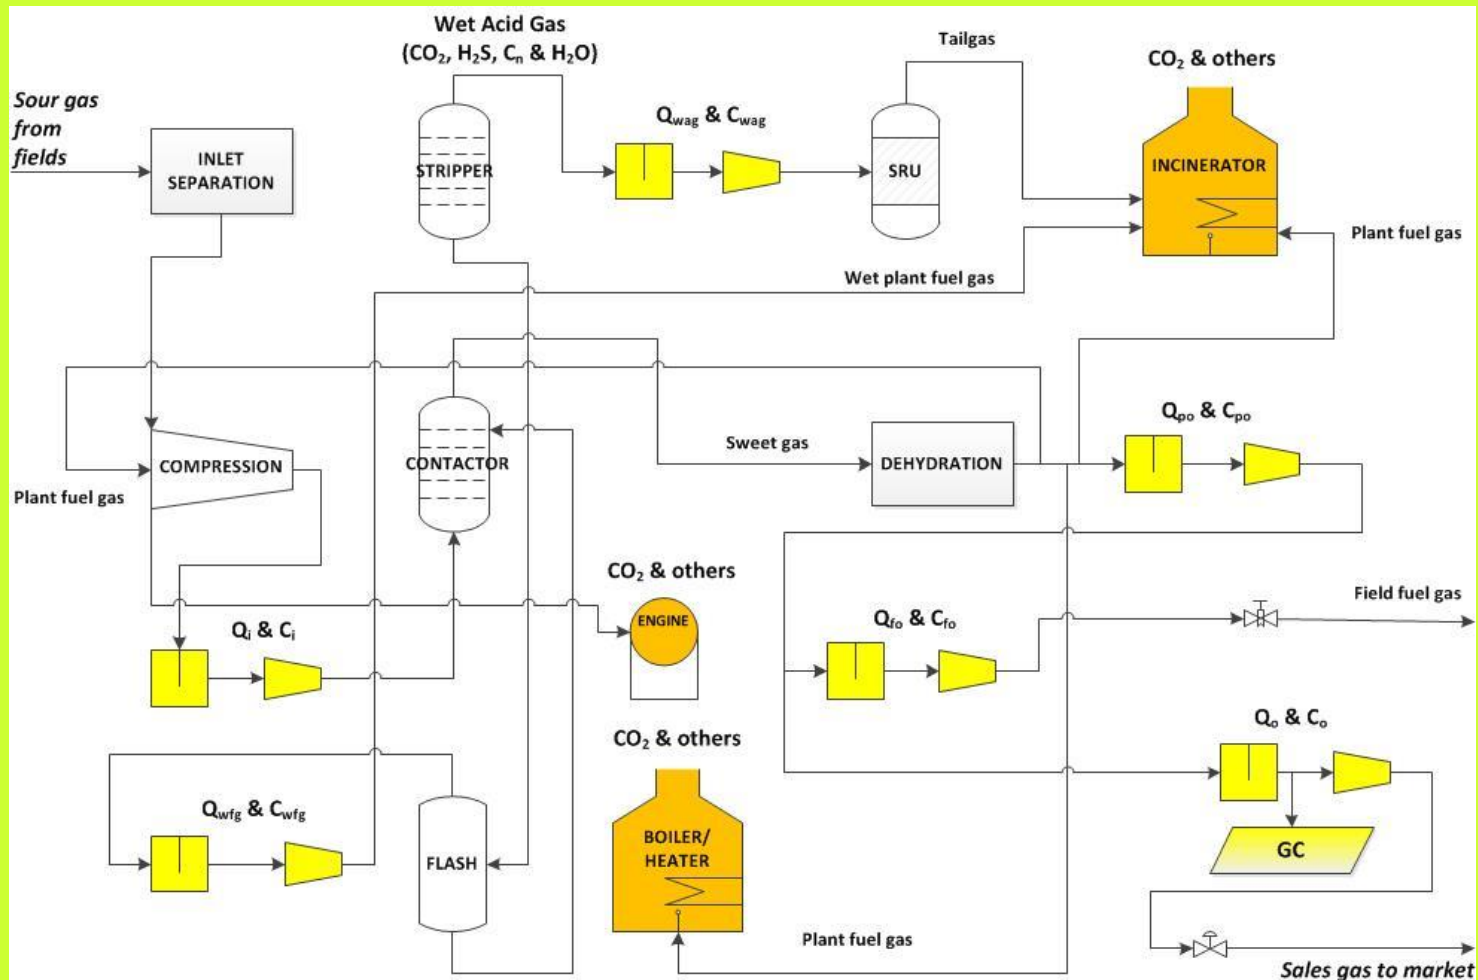 Wet Acid Gas
(CO₂, H₂S, Cₙ & H₂O)
Tailgas
CO₂ & others
Sour gas
from
fields
Q_wag & C_wag
INLET
SEPARATION
STRIPPER
SRU
INCINERATOR
Plant fuel gas
Wet plant fuel gas
Q_po & C_po
Sweet gas
COMPRESSION
CONTACTOR
DEHYDRATION
Plant fuel gas
CO₂ & others
Field fuel gas
ENGINE
Q_i & C_i
Q_fo & C_fo
Q_o & C_o
CO₂ & others
Q_wfg & C_wfg
BOILER/
HEATER
FLASH
GC
Plant fuel gas
Sales gas to market